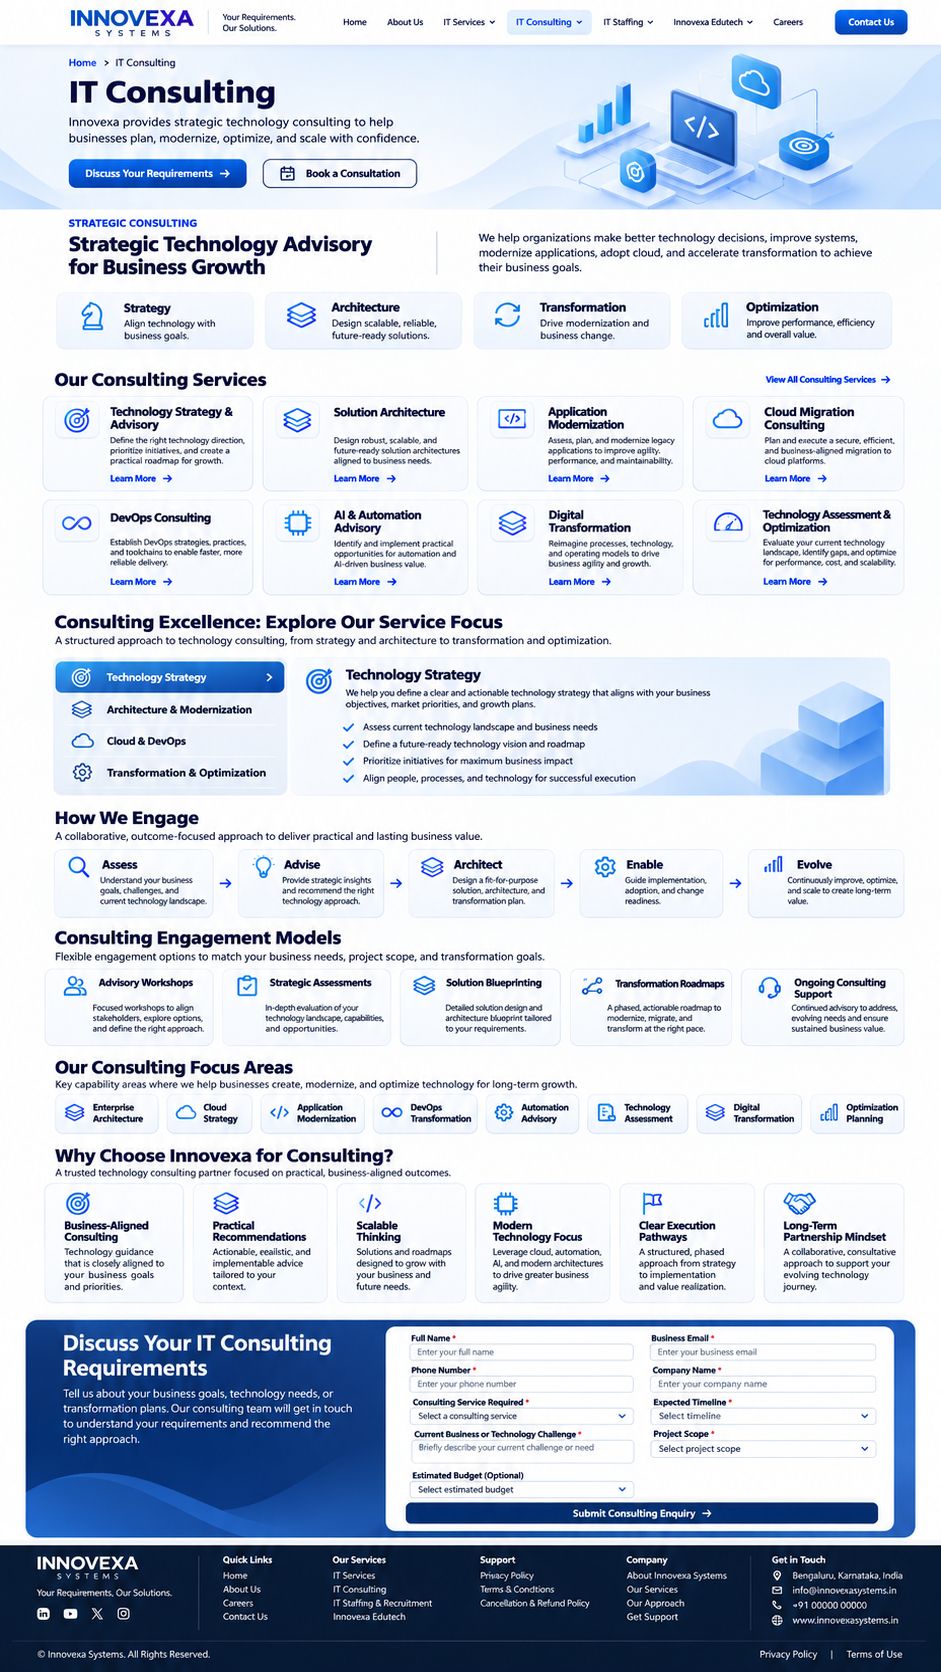 INNOVEXA
SYSTEMS
Your Requirements.
Our Solutions.
Home
About Us
IT Services
IT Consulting
IT Staffing
Innovexa Edutech
Careers
Contact Us
Home > IT Consulting
IT Consulting
Innovexa provides strategic technology consulting to help
businesses plan, modernize, optimize, and scale with confidence.
Discuss Your Requirements →
Book a Consultation
</>
STRATEGIC CONSULTING
Strategic Technology Advisory
for Business Growth
We help organizations make better technology decisions, improve systems,
modernize applications, adopt cloud, and accelerate transformation to achieve
their business goals.
Strategy
Align technology with
business goals.
Architecture
Design scalable, reliable,
future-ready solutions.
Transformation
Drive modernization and
business change.
Optimization
Improve performance, efficiency
and overall value.
Our Consulting Services
View All Consulting Services →
Technology Strategy &
Advisory
Define the right technology direction,
prioritize initiatives, and create a
practical roadmap for growth.
Learn More →
Solution Architecture
Design robust, scalable, and
future-ready solution architectures
aligned to business needs.
Learn More →
</>
Application
Modernization
Assess, plan, and modernize legacy
applications to improve agility,
performance, and maintainability.
Learn More →
Cloud Migration
Consulting
Plan and execute a secure, efficient,
and business-aligned migration to
cloud platforms.
Learn More →
DevOps Consulting
Establish DevOps strategies, practices,
and toolchains to enable faster, more
reliable delivery.
Learn More →
AI & Automation
Advisory
Identify and implement practical
opportunities for automation and
AI-driven business value.
Learn More →
Digital
Transformation
Reimagine processes, technology,
and operating models to drive
business agility and growth.
Learn More →
Technology Assessment &
Optimization
Evaluate your current technology
landscape, identify gaps, and optimize
for performance, cost, and scalability.
Learn More →
Consulting Excellence: Explore Our Service Focus
A structured approach to technology consulting, from strategy and architecture to transformation and optimization.
Technology Strategy
Architecture & Modernization
Cloud & DevOps
Transformation & Optimization
Technology Strategy
We help you define a clear and actionable technology strategy that aligns with your business
objectives, market priorities, and growth plans.
Assess current technology landscape and business needs
Define a future-ready technology vision and roadmap
Prioritize initiatives for maximum business impact
Align people, processes, and technology for successful execution
How We Engage
A collaborative, outcome-focused approach to deliver practical and lasting business value.
Assess
Understand your business
goals, challenges, and
current technology landscape.
Advise
Provide strategic insights
and recommend the right
technology approach.
Architect
Design a fit-for-purpose
solution, architecture, and
transformation plan.
Enable
Guide implementation,
adoption, and change
readiness.
Evolve
Continuously improve, optimize,
and scale to create long-term
value.
Consulting Engagement Models
Flexible engagement options to match your business needs, project scope, and transformation goals.
Advisory Workshops
Focused workshops to align
stakeholders, explore options,
and define the right approach.
Strategic Assessments
In-depth evaluation of your
technology landscape, capabilities,
and opportunities.
Solution Blueprinting
Detailed solution design and
architecture blueprint tailored
to your requirements.
Transformation Roadmaps
A phased, actionable roadmap to
modernize, migrate, and
transform at the right pace.
Ongoing Consulting
Support
Continued advisory to address,
evolving needs and ensure
sustained business value.
Our Consulting Focus Areas
Key capability areas where we help businesses create, modernize, and optimize technology for long-term growth.
Enterprise
Architecture
Cloud
Strategy
</>
Application
Modernization
DevOps
Transformation
Automation
Advisory
Technology
Assessment
Digital
Transformation
Optimization
Planning
Why Choose Innovexa for Consulting?
A trusted technology consulting partner focused on practical, business-aligned outcomes.
Business-Aligned
Consulting
Technology guidance
that is closely aligned to
your business goals
and priorities.
Practical
Recommendations
Actionable, eealistic, and
implementable advice
tailored to your
context.
</>
Scalable
Thinking
Solutions and roadmaps
designed to grow with
your business and
future needs.
Modern
Technology Focus
Leverage cloud, automation,
AI, and modern architectures
to drive greater business
agility.
Clear Execution
Pathways
A structured, phased
approach from strategy
to implementation
and value realization.
Long-Term
Partnership Mindset
A collaborative, consultative
approach to support your
evolving technology
journey.
Discuss Your IT Consulting
Requirements
Tell us about your business goals, technology needs, or
transformation plans. Our consulting team will get in touch
to understand your requirements and recommend the
right approach.
Full Name *
Enter your full name
Business Email *
Enter your business email
Phone Number *
Enter your phone number
Company Name *
Enter your company name
Consulting Service Required *
Select a consulting service
Expected Timeline *
Select timeline
Current Business or Technology Challenge *
Briefly describe your current challenge or need
Project Scope *
Select project scope
Estimated Budget (Optional)
Select estimated budget
Submit Consulting Enquiry →
INNOVEXA
SYSTEMS
Your Requirements, Our Solutions.
Quick Links
Home
About Us
Careers
Contact Us
Our Services
IT Services
IT Consulting
IT Staffing & Recruitment
Innovexa Edutech
Support
Privacy Policy
Terms & Condtions
Cancellation & Refund Policy
Company
About Innovexa Systems
Our Services
Our Approach
Get Support
Get in Touch
Bengaluru, Karnataka, India
info@innovexasystems.in
+91 00000 00000
www.innovexasystems.in
© Innovexa Systems. All Rights Reserved.
Privacy Policy | Terms of Use